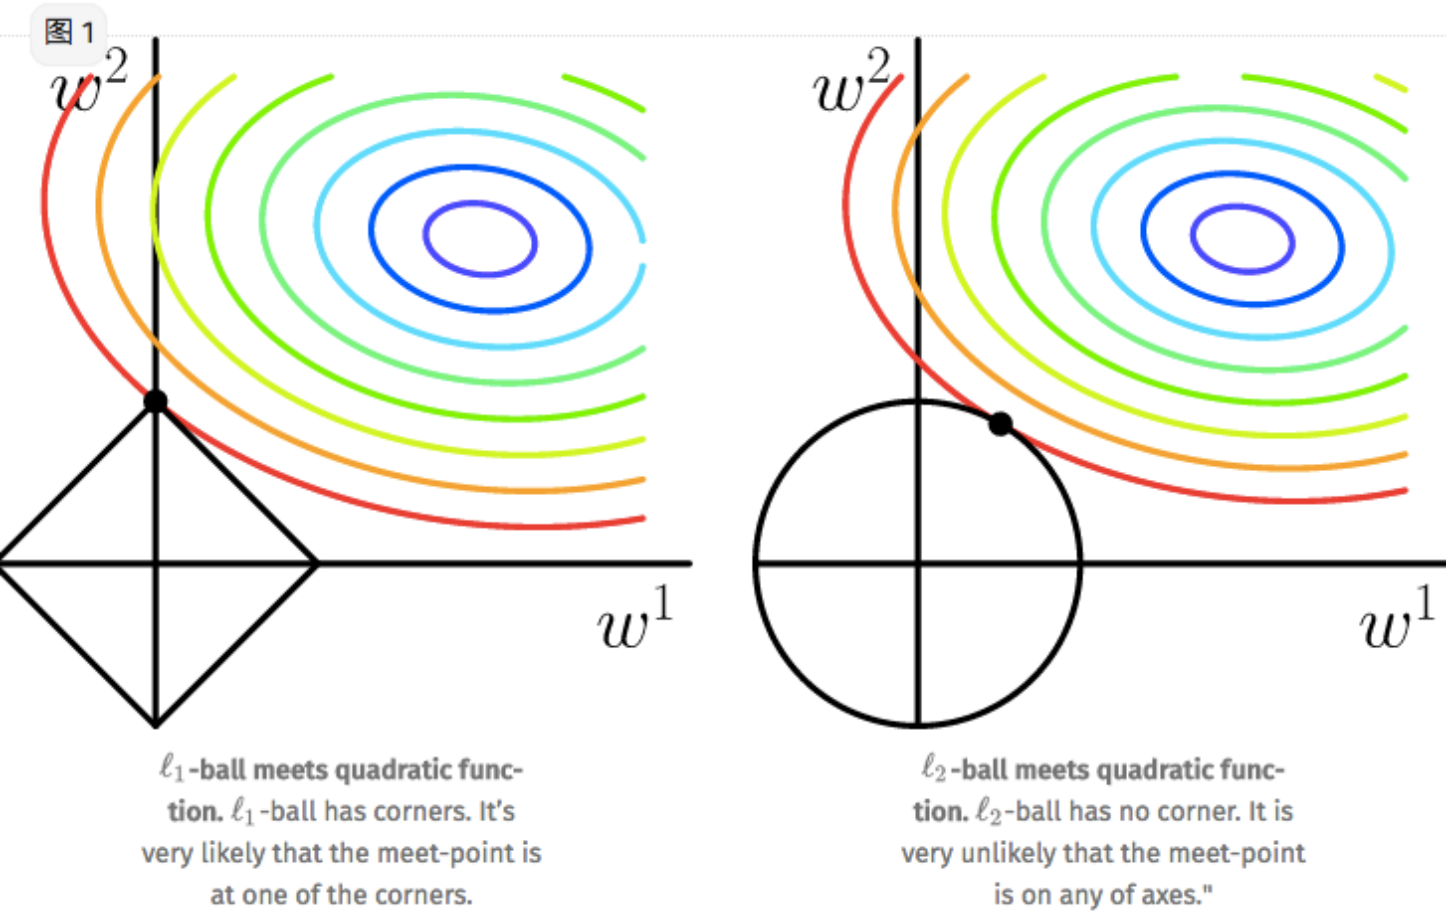 图 1
w²
w²
w¹
w¹
ℓ₁-ball meets quadratic func-
tion. ℓ₁-ball has corners. It's
very likely that the meet-point is
at one of the corners.
ℓ₂-ball meets quadratic func-
tion. ℓ₂-ball has no corner. It is
very unlikely that the meet-point
is on any of axes."